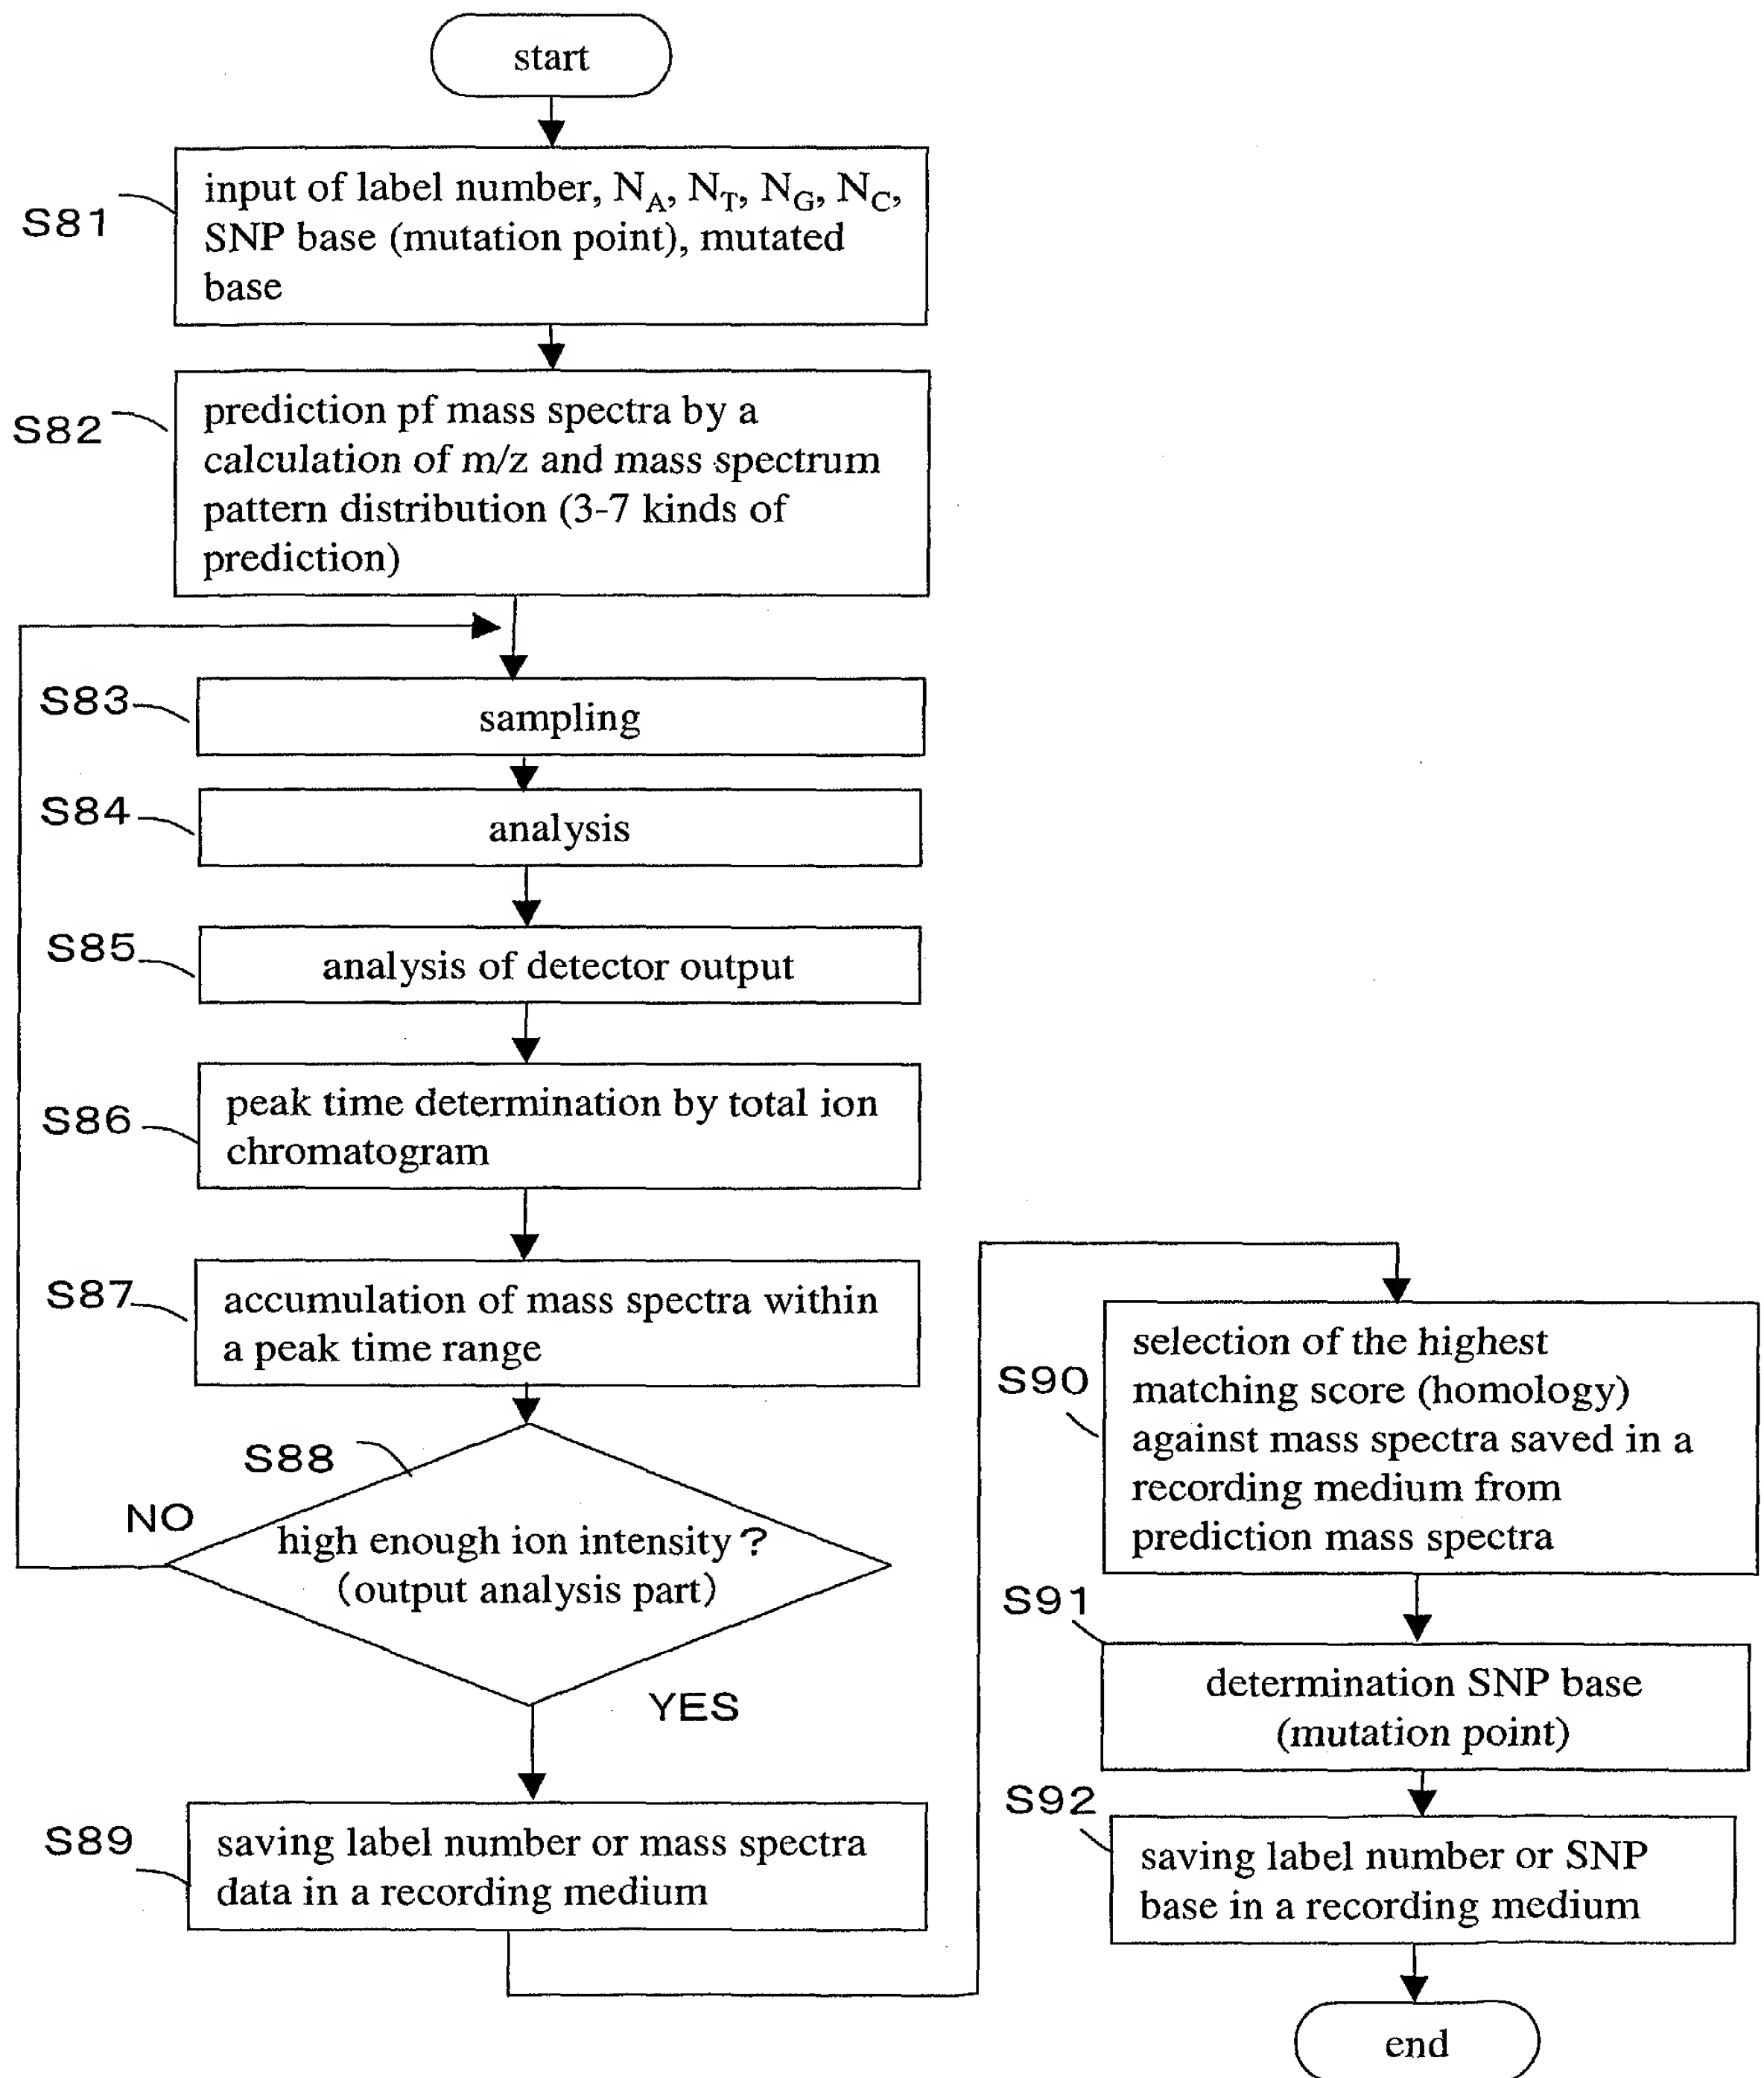 start
S81
input of label number, NA, NT, NG, NC,
SNP base (mutation point), mutated
base
S82
prediction pf mass spectra by a
calculation of m/z and mass spectrum
pattern distribution (3-7 kinds of
prediction)
S83
sampling
S84
analysis
S85
analysis of detector output
S86
peak time determination by total ion
chromatogram
S87
accumulation of mass spectra within
a peak time range
S88
NO
high enough ion intensity?
(output analysis part)
YES
S89
saving label number or mass spectra
data in a recording medium
S90
selection of the highest
matching score (homology)
against mass spectra saved in a
recording medium from
prediction mass spectra
S91
determination SNP base
(mutation point)
S92
saving label number or SNP
base in a recording medium
end